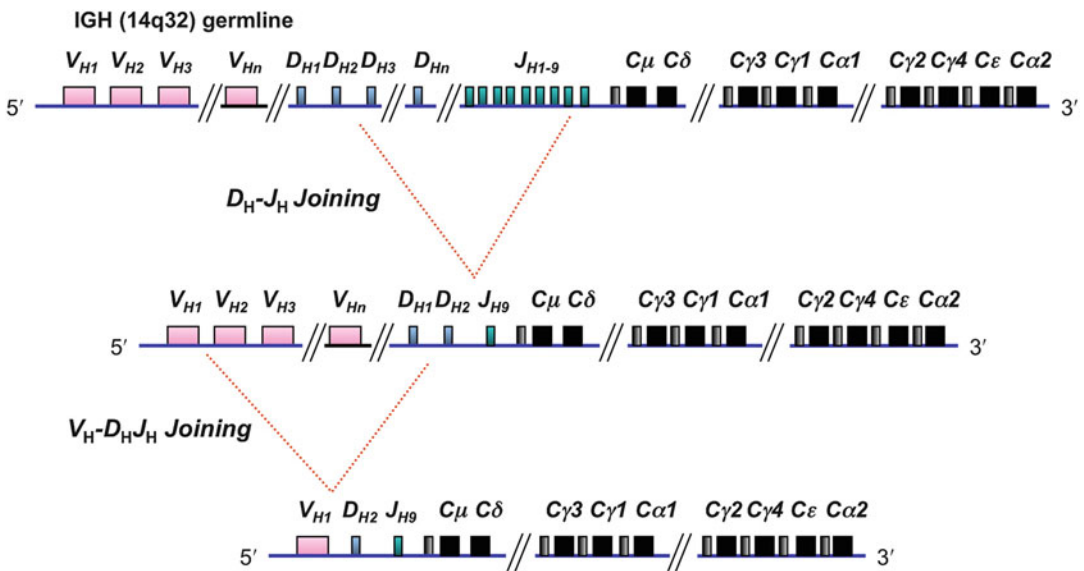 IGH (14q32) germline
V_H1 V_H2 V_H3 V_Hn D_H1 D_H2 D_H3 D_Hn J_H1-9 Cμ Cδ Cγ3 Cγ1 Cα1 Cγ2 Cγ4 Cε Cα2
5′ 3′
D_H-J_H Joining
V_H1 V_H2 V_H3 V_Hn D_H1 D_H2 J_H9 Cμ Cδ Cγ3 Cγ1 Cα1 Cγ2 Cγ4 Cε Cα2
5′ 3′
V_H-D_HJ_H Joining
V_H1 D_H2 J_H9 Cμ Cδ Cγ3 Cγ1 Cα1 Cγ2 Cγ4 Cε Cα2
5′ 3′